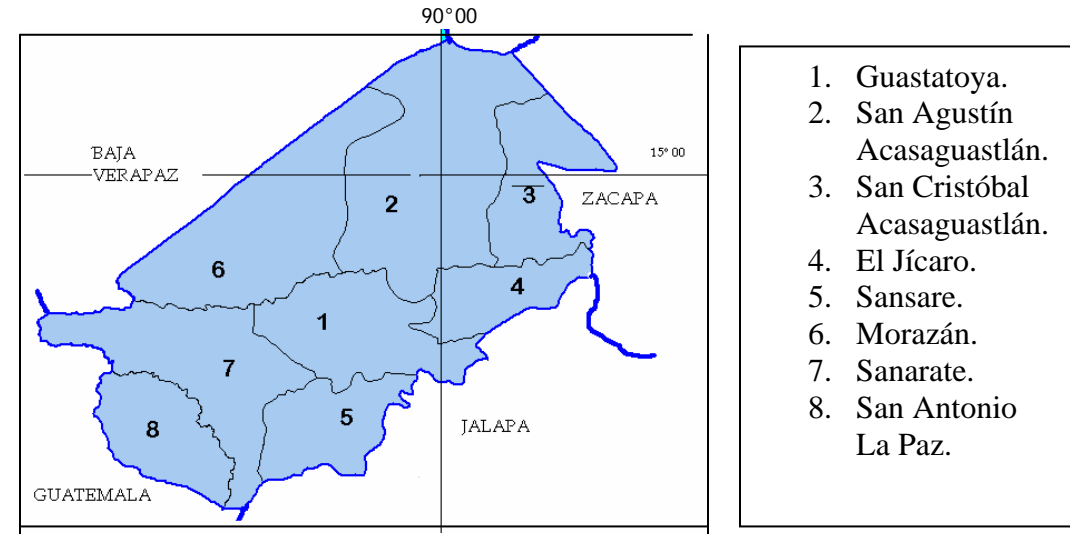 90°00
BAJA
VERAPAZ
15° 00
2
3
ZACAPA
6
4
1
7
5
8
JALAPA
GUATEMALA
1. Guastatoya.
2. San Agustín
Acasaguastlán.
3. San Cristóbal
Acasaguastlán.
4. El Jícaro.
5. Sansare.
6. Morazán.
7. Sanarate.
8. San Antonio
La Paz.